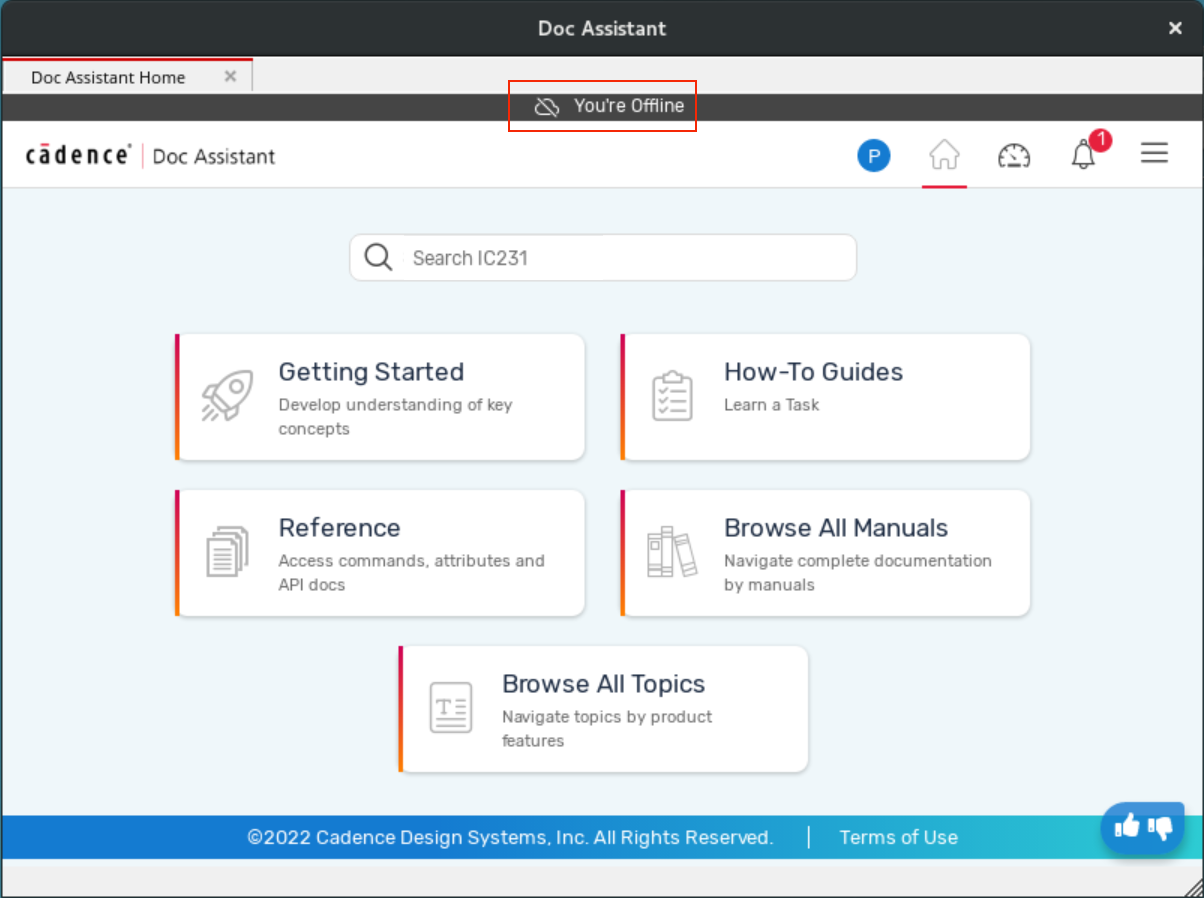 Doc Assistant
Doc Assistant Home
You're Offline
cādence® Doc Assistant
P
1
Search IC231
Getting Started
Develop understanding of key
concepts
How-To Guides
Learn a Task
Reference
Access commands, attributes and
API docs
Browse All Manuals
Navigate complete documentation
by manuals
Browse All Topics
Navigate topics by product
features
©2022 Cadence Design Systems, Inc. All Rights Reserved. | Terms of Use